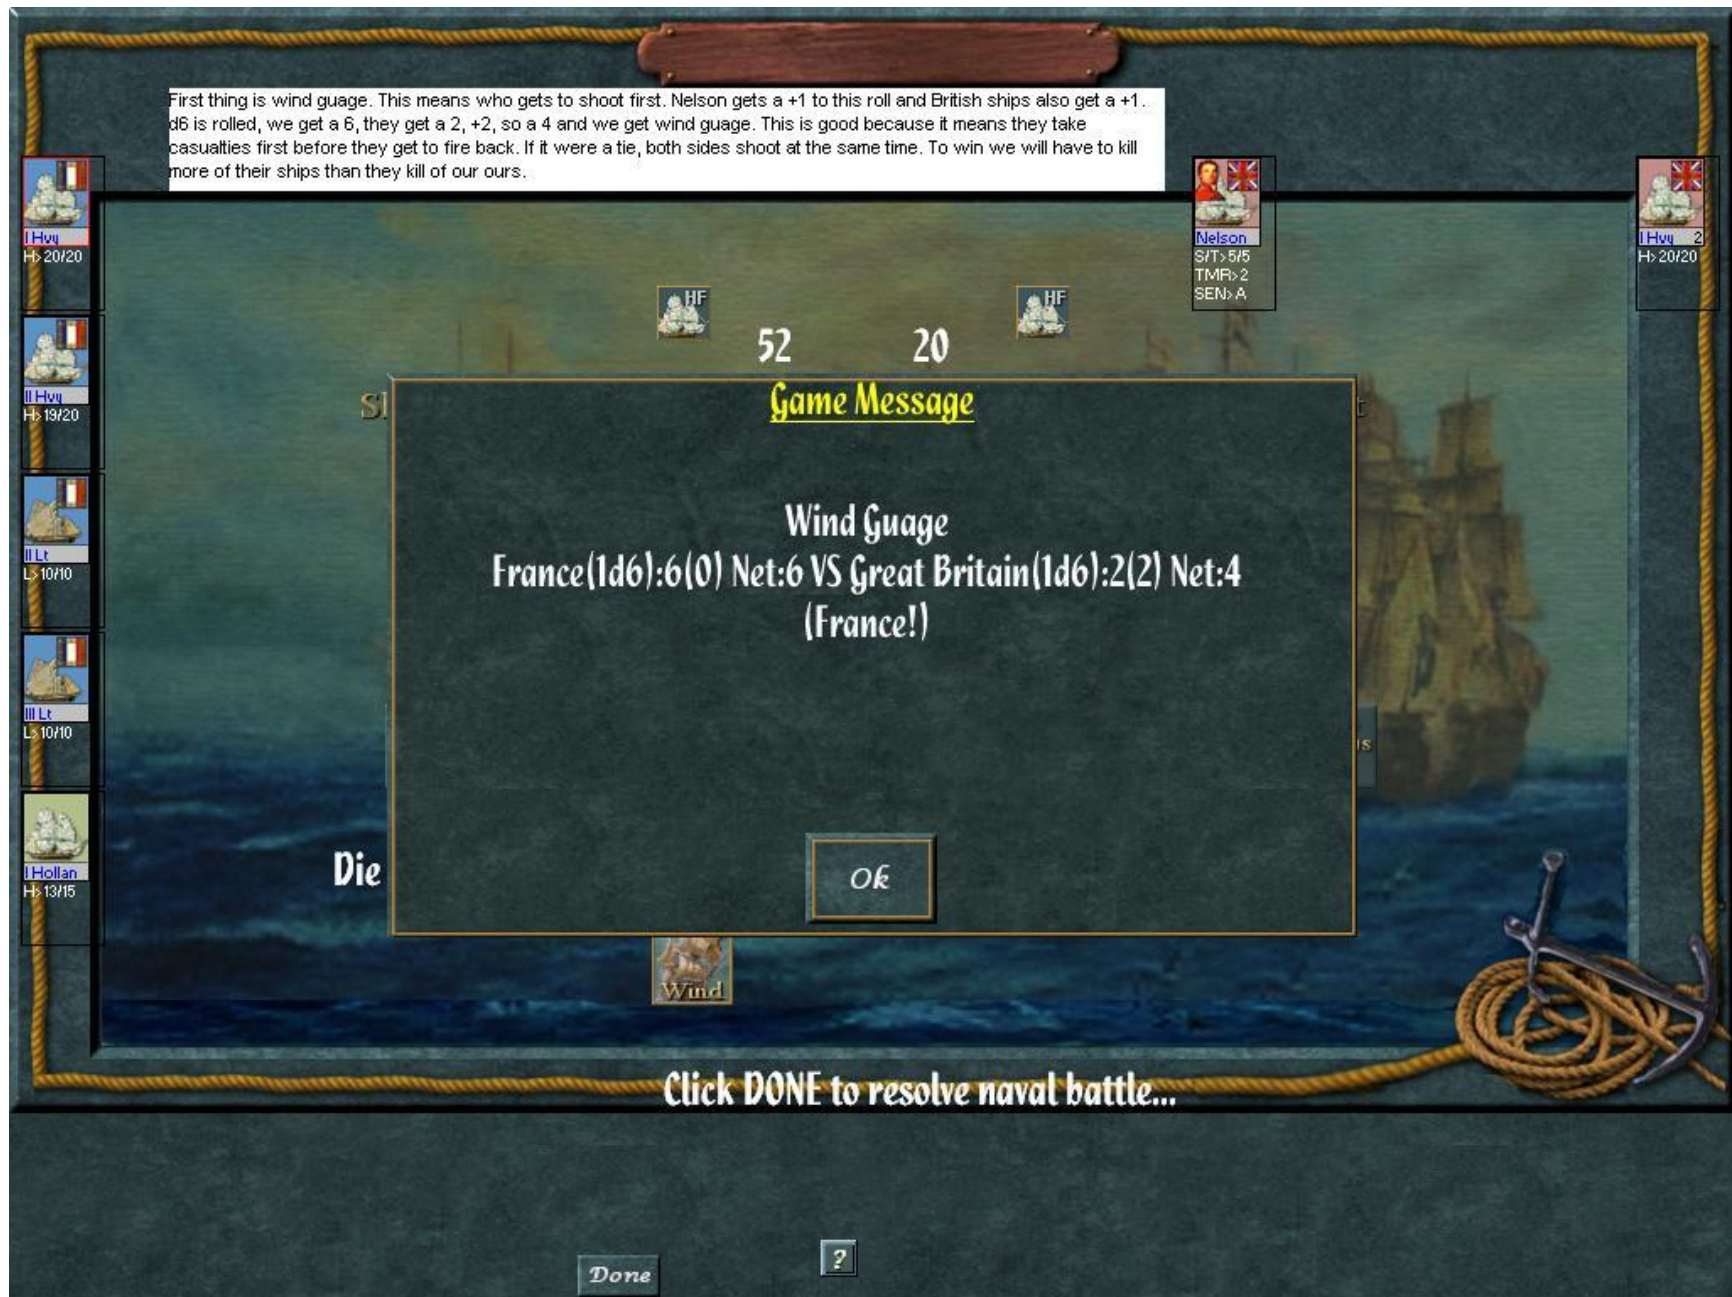 First thing is wind guage. This means who gets to shoot first. Nelson gets a +1 to this roll and British ships also get a +1.
d6 is rolled, we get a 6, they get a 2, +2, so a 4 and we get wind guage. This is good because it means they take
casualties first before they get to fire back. If it were a tie, both sides shoot at the same time. To win we will have to kill
more of their ships than they kill of our ours.
I Hvy
H>20/20
Nelson
S/T>5/5
TMR>2
SEN>A
I Hvy 2
H>20/20
HF
HF
52 20
II Hvy
H>19/20
Game Message
Wind Guage
France(1d6):6(0) Net:6 VS Great Britain(1d6):2(2) Net:4
(France!)
II Lt
L>10/10
III Lt
L>10/10
I Hollan
H>13/15
Die
Ok
Wind
Click DONE to resolve naval battle...
Done
?